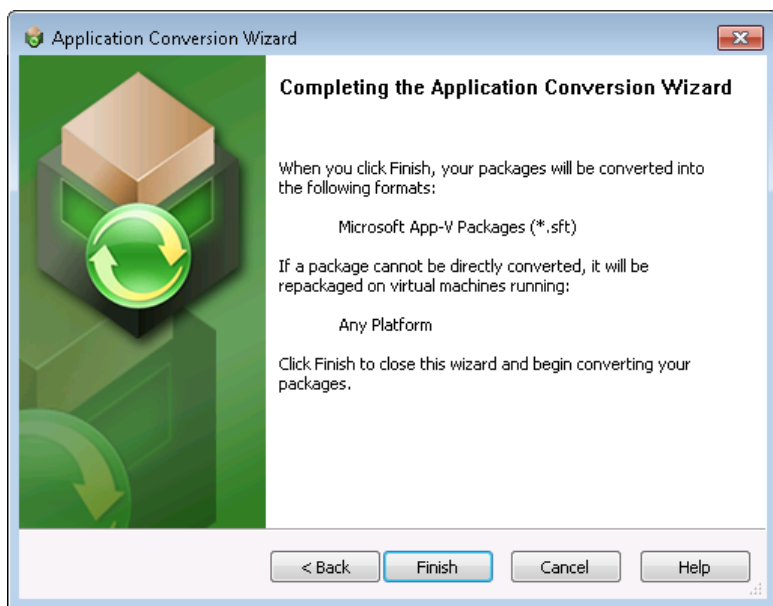 Application Conversion Wizard
Completing the Application Conversion Wizard
When you click Finish, your packages will be converted into
the following formats:
Microsoft App-V Packages (*.sft)
If a package cannot be directly converted, it will be
repackaged on virtual machines running:
Any Platform
Click Finish to close this wizard and begin converting your
packages.
< Back Finish Cancel Help